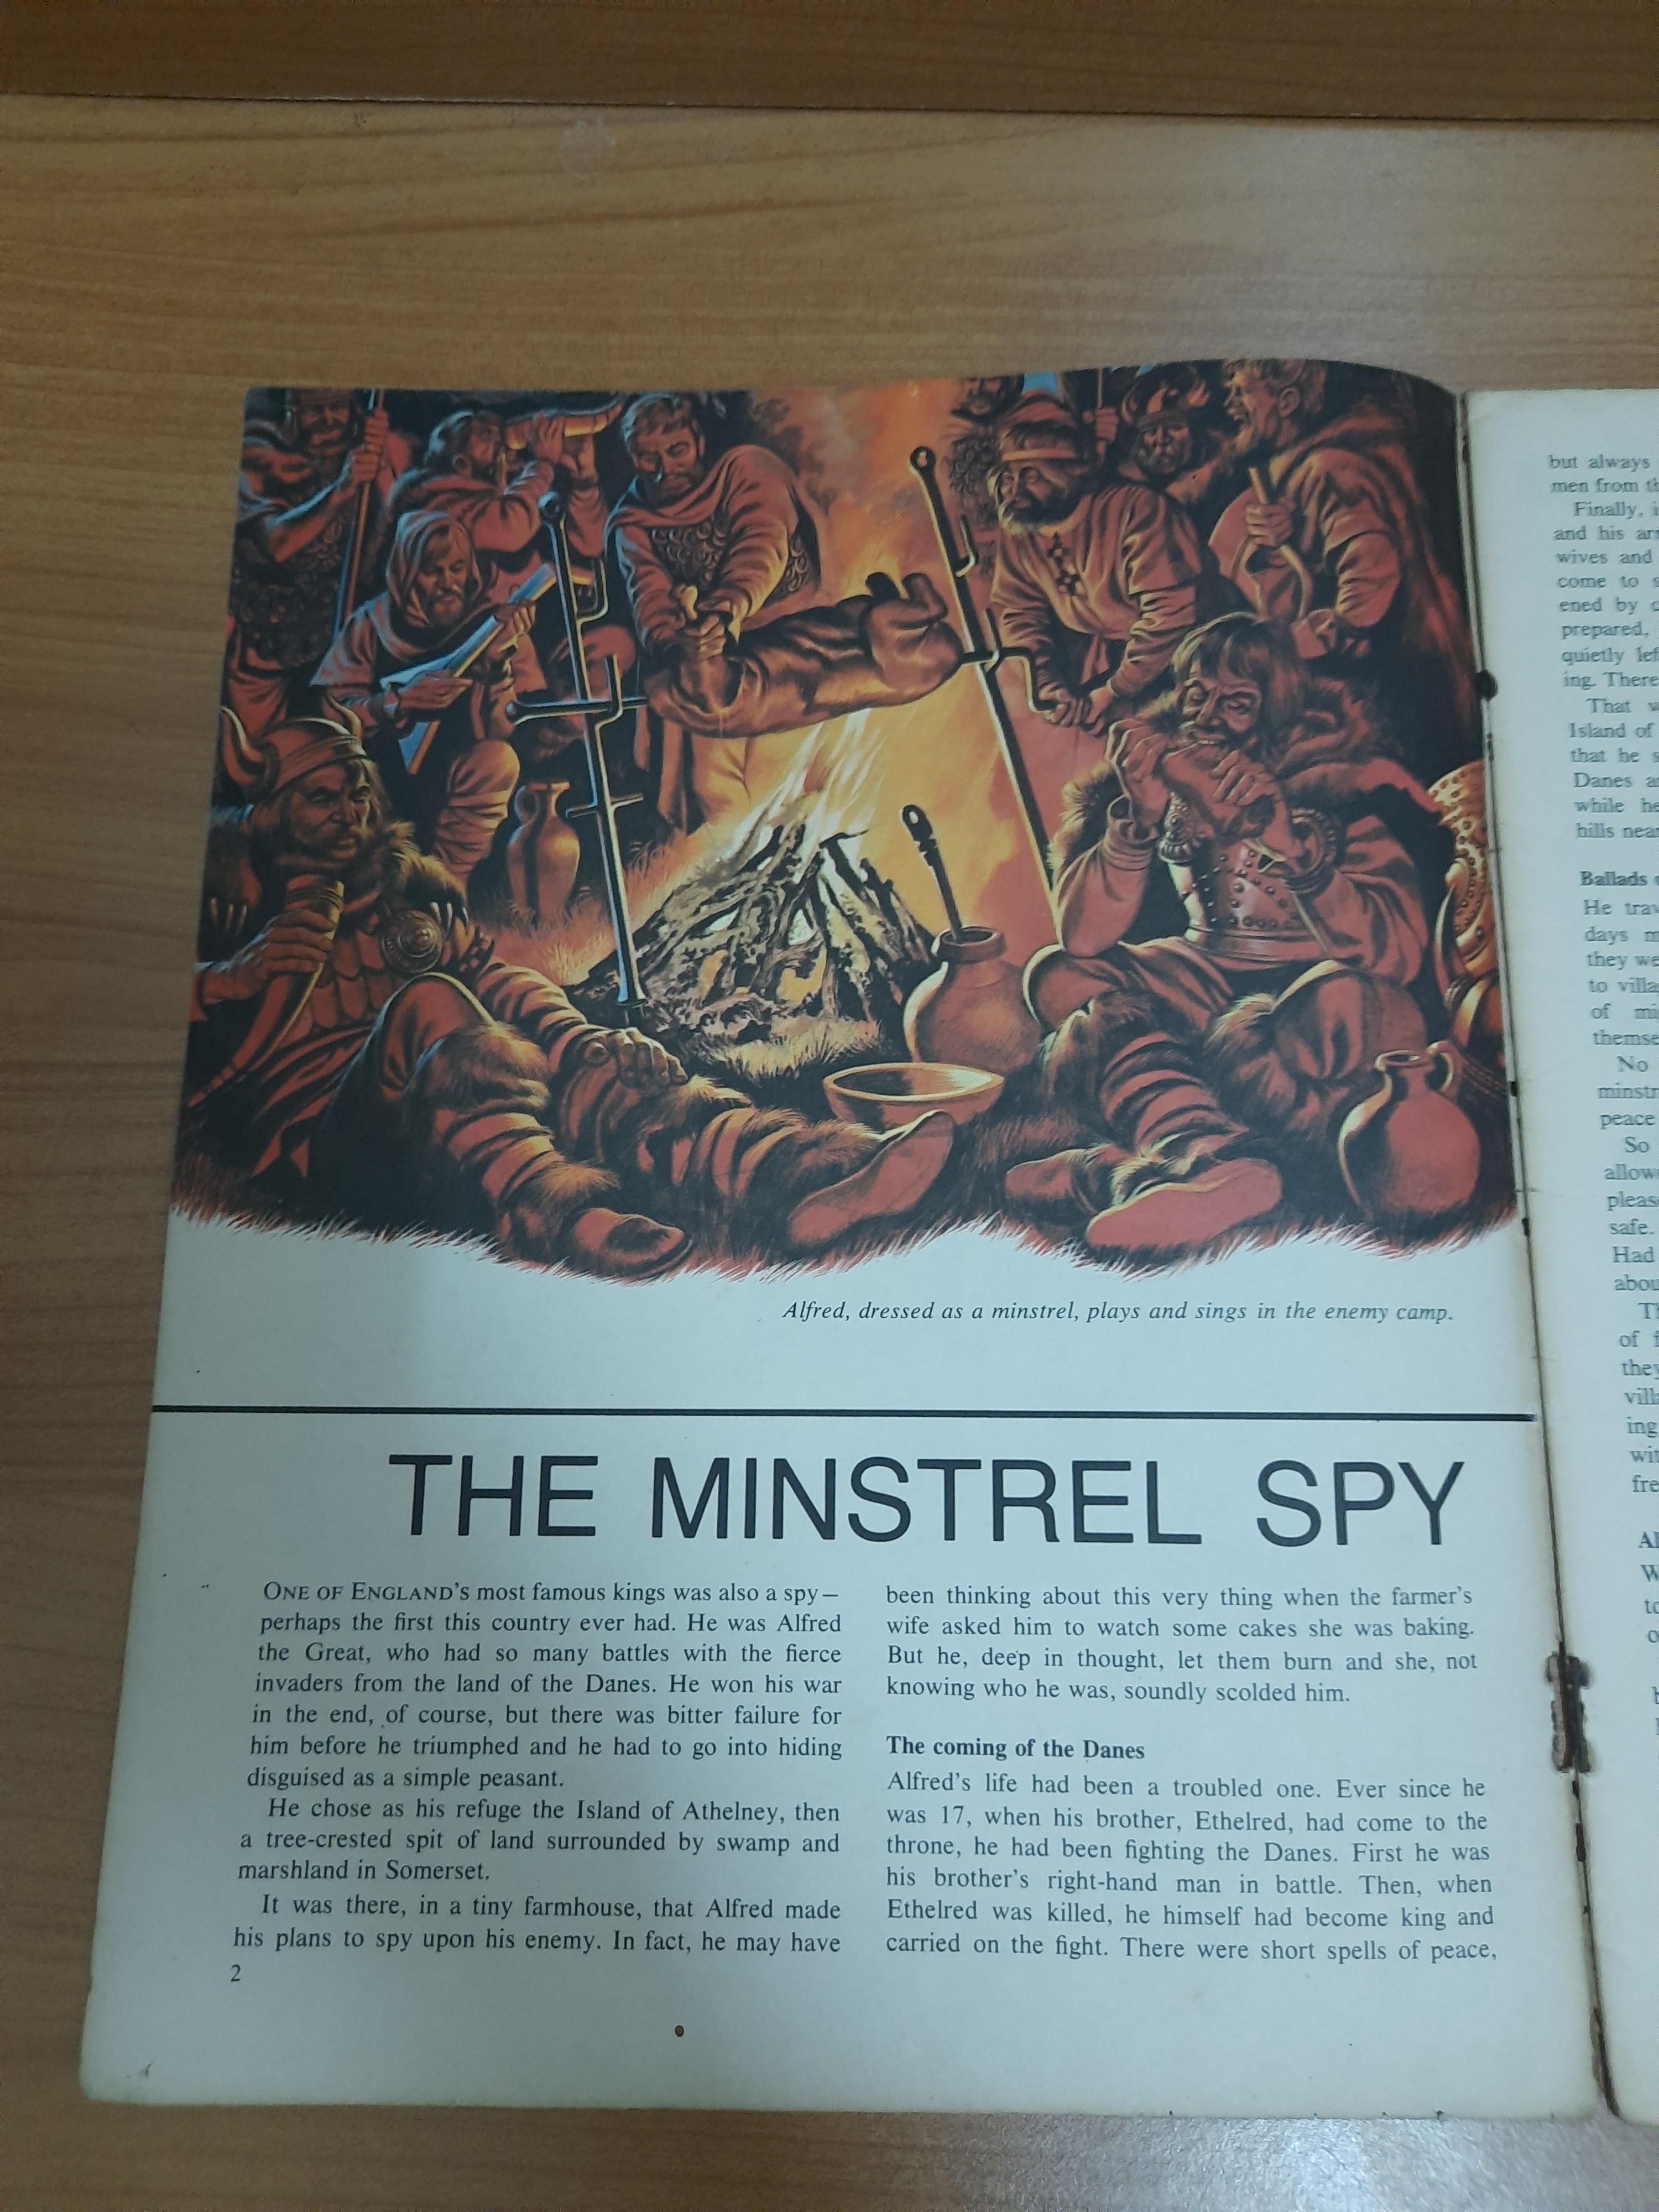 Alfred, dressed as a minstrel, plays and sings in the enemy camp.
THE MINSTREL SPY
ONE OF ENGLAND'S most famous kings was also a spy—
perhaps the first this country ever had. He was Alfred
the Great, who had so many battles with the fierce
invaders from the land of the Danes. He won his war
in the end, of course, but there was bitter failure for
him before he triumphed and he had to go into hiding
disguised as a simple peasant.
He chose as his refuge the Island of Athelney, then
a tree-crested spit of land surrounded by swamp and
marshland in Somerset.
It was there, in a tiny farmhouse, that Alfred made
his plans to spy upon his enemy. In fact, he may have
2
been thinking about this very thing when the farmer's
wife asked him to watch some cakes she was baking.
But he, deep in thought, let them burn and she, not
knowing who he was, soundly scolded him.
The coming of the Danes
Alfred's life had been a troubled one. Ever since he
was 17, when his brother, Ethelred, had come to the
throne, he had been fighting the Danes. First he was
his brother's right-hand man in battle. Then, when
Ethelred was killed, he himself had become king and
carried on the fight. There were short spells of peace,
but always
men from
Finally,
and his
wives and
come to
ened by
prepared,
quietly
ing. There
That
Island of
that he
Danes
while
hills
Ballads
He
days
they
to
of
No
peace
So
safe.
Had
of